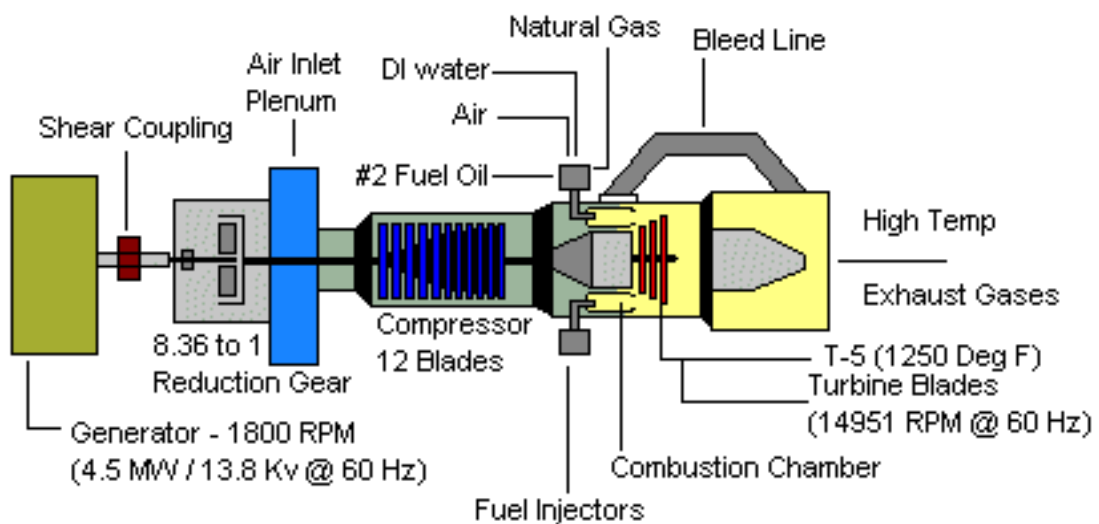 Natural Gas
Bleed Line
DI water
Air Inlet
Plenum
Air
Shear Coupling
#2 Fuel Oil
High Temp
Exhaust Gases
Compressor
12 Blades
8.36 to 1
Reduction Gear
T-5 (1250 Deg F)
Turbine Blades
(14951 RPM @ 60 Hz)
Generator - 1800 RPM
(4.5 MW / 13.8 Kv @ 60 Hz)
Combustion Chamber
Fuel Injectors